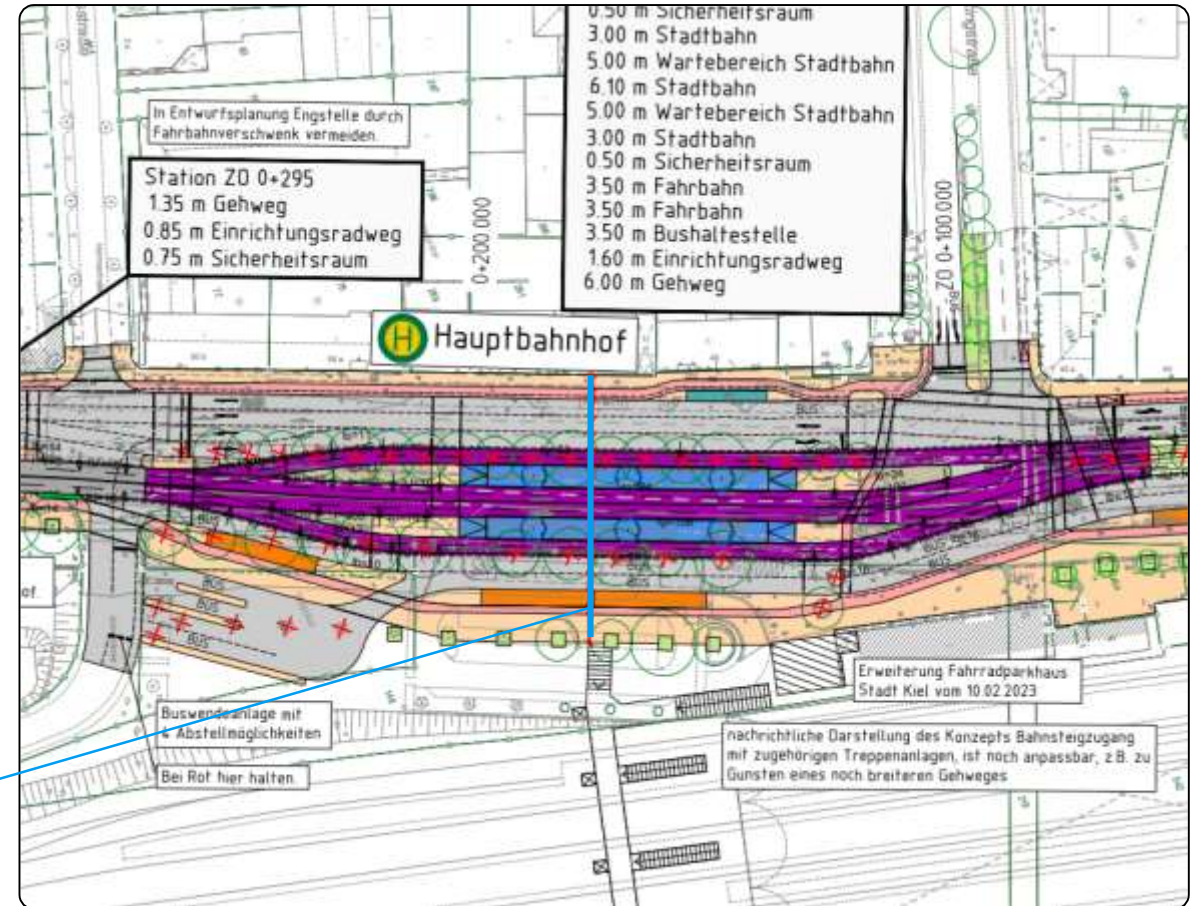 0.50 m Sicherheitsraum
3.00 m Stadtbahn
5.00 m Wartebereich Stadtbahn
6.10 m Stadtbahn
5.00 m Wartebereich Stadtbahn
3.00 m Stadtbahn
0.50 m Sicherheitsraum
3.50 m Fahrbahn
3.50 m Fahrbahn
3.50 m Bushaltestelle
1.60 m Einrichtungsradweg
6.00 m Gehweg
In Entwurfsplanung Engstelle durch
Fahrbahnverschwenk vermeiden.
Station ZO 0+295
1.35 m Gehweg
0.85 m Einrichtungsradweg
0.75 m Sicherheitsraum
0+200 000
ZO 0+100 000
H Hauptbahnhof
BUS
BUS
BUS
BUS
BUS
BUS
BUS
of.
Erweiterung Fahrradparkhaus
Stadt Kiel vom 10.02.2023
Buswendeanlage mit
4 Abstellmöglichkeiten
Bei Rot hier halten.
nachrichtliche Darstellung des Konzepts Bahnsteigzugang
mit zugehörigen Treppenanlagen, ist noch anpassbar, z.B. zu
Gunsten eines noch breiteren Gehweges